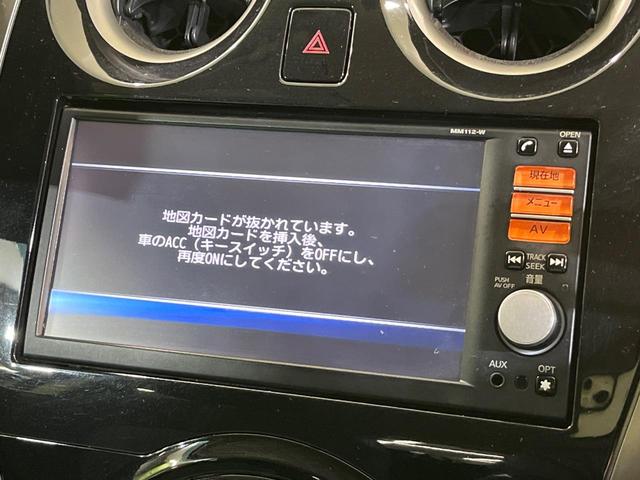 MM112-W
OPEN
現在地
メニュー
AV
地図カードが抜かれています。
地図カードを挿入後、
車のACC（キースイッチ）をOFFにし、
再度ONにしてください。
TRACK
SEEK
音量
PUSH
AV OFF
AUX
OPT